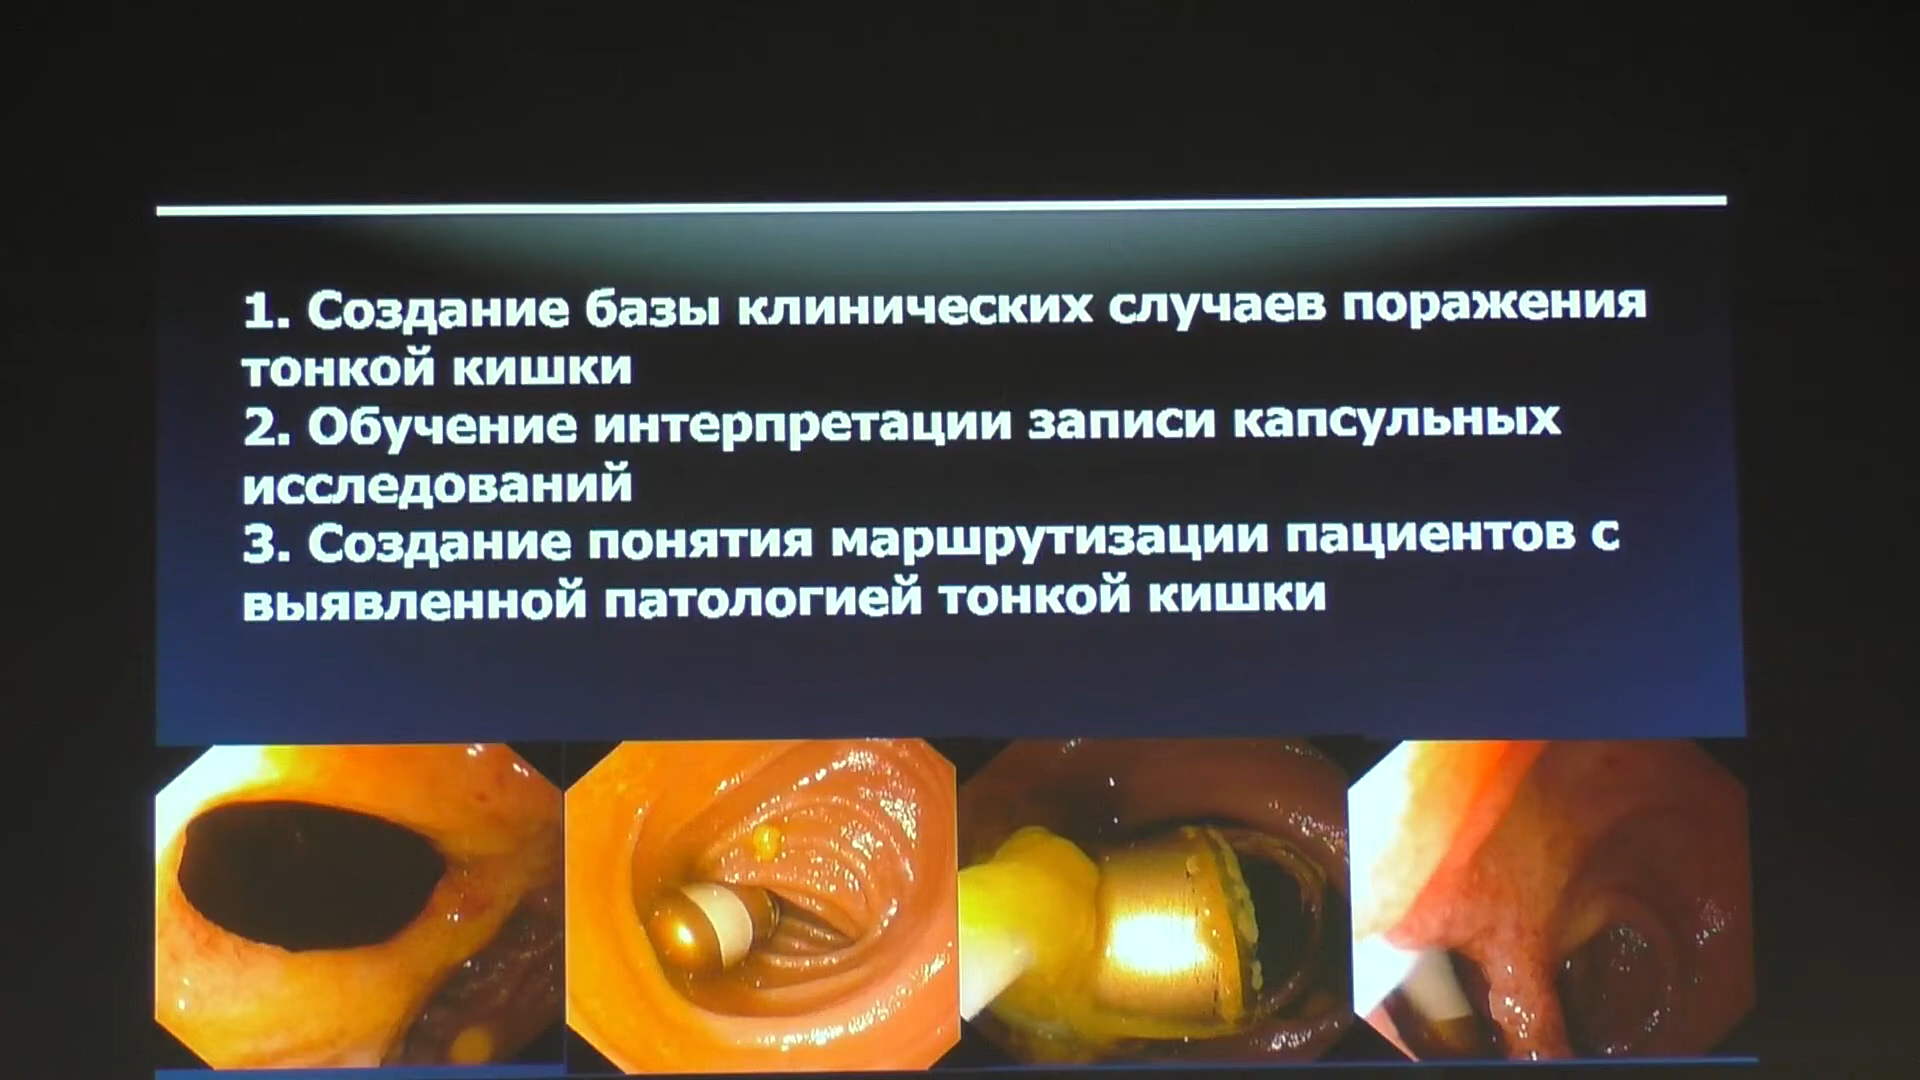 1. Создание базы клинических случаев поражения
тонкой кишки
2. Обучение интерпретации записи капсульных
исследований
3. Создание понятия маршрутизации пациентов с
выявленной патологией тонкой кишки